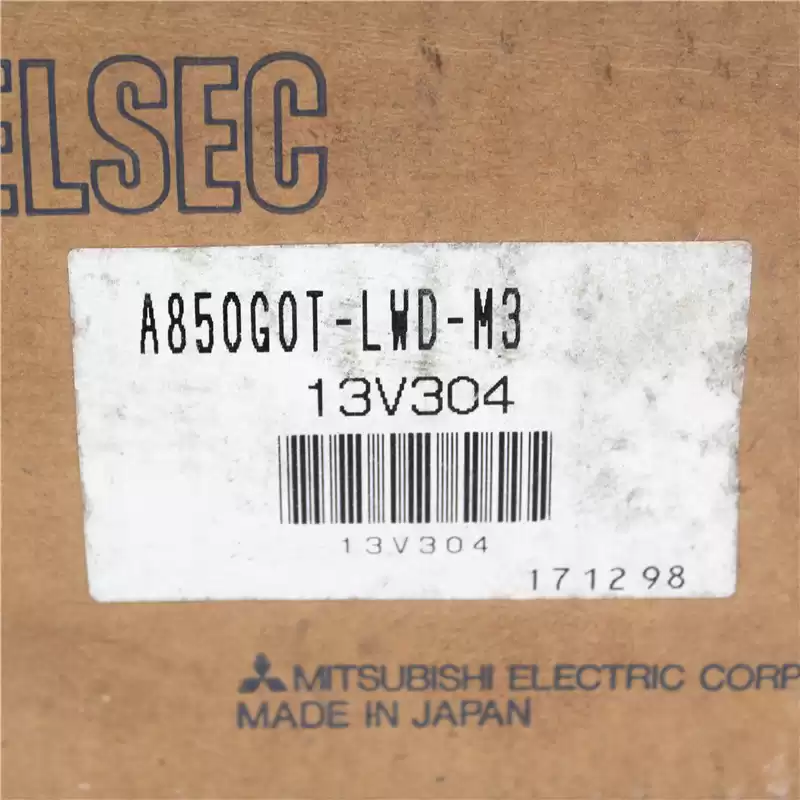 ELSEC
A850GOT-LWD-M3
13V304
13V304
171298
MITSUBISHI ELECTRIC CORP
MADE IN JAPAN